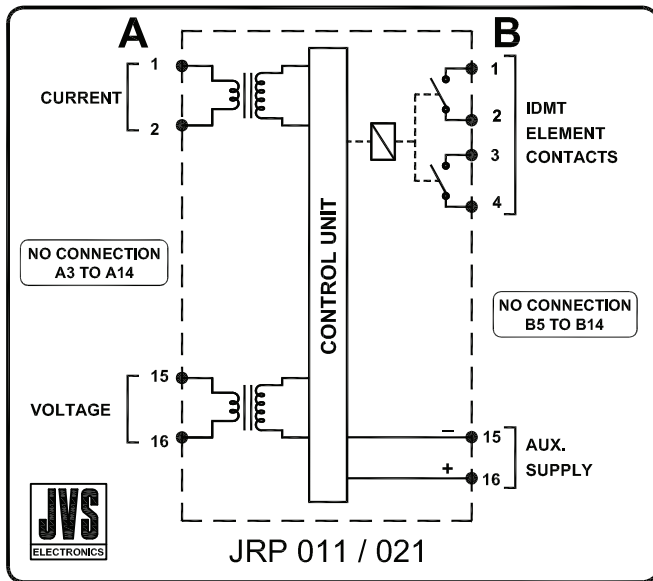 A
B
1
CURRENT
2
1
2
3
4
IDMT
ELEMENT
CONTACTS
NO CONNECTION
A3 TO A14
CONTROL UNIT
NO CONNECTION
B5 TO B14
15
VOLTAGE
16
–
15
+
16
AUX.
SUPPLY
JVS
ELECTRONICS
JRP 011 / 021